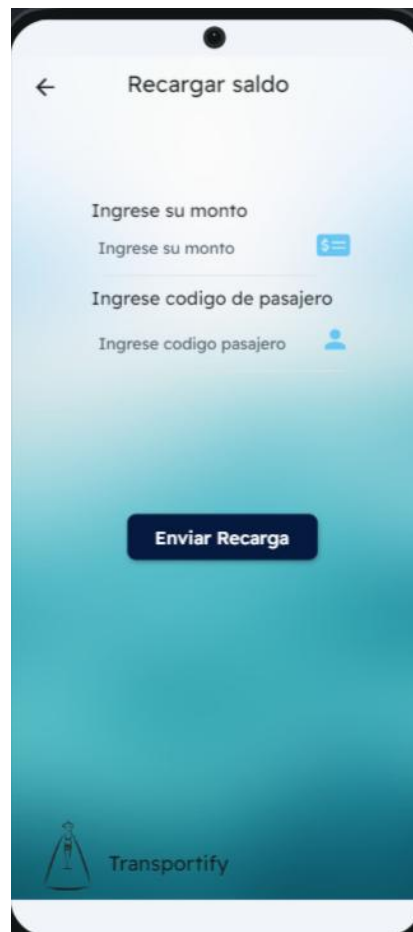 Recargar saldo
Ingrese su monto
Ingrese su monto
Ingrese codigo de pasajero
Ingrese codigo pasajero
Enviar Recarga
Transportify